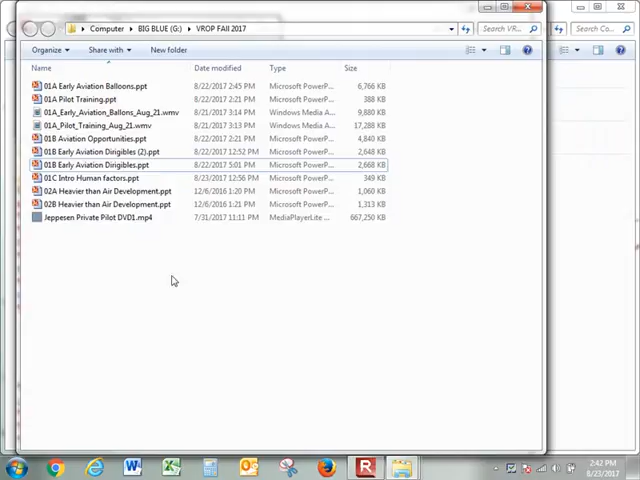 Computer ▸ BIG BLUE (G:) ▸ VROP FAll 2017
Search VR...
Search Co...
Organize
Share with
New folder
Name Date modified Type Size
01A Early Aviation Balloons.ppt 8/22/2017 2:45 PM Microsoft PowerP... 6,766 KB
01A Pilot Training.ppt 8/22/2017 2:21 PM Microsoft PowerP... 388 KB
01A_Early_Aviation_Ballons_Aug_21.wmv 8/21/2017 3:14 PM Windows Media A... 9,880 KB
01A_Pilot_Training_Aug_21.wmv 8/21/2017 3:13 PM Windows Media A... 17,288 KB
01B Aviation Opportunities.ppt 8/22/2017 2:21 PM Microsoft PowerP... 4,840 KB
01B Early Aviation Dirigibles (2).ppt 8/22/2017 12:52 PM Microsoft PowerP... 2,648 KB
01B Early Aviation Dirigibles.ppt 8/22/2017 5:01 PM Microsoft PowerP... 2,668 KB
01C Intro Human factors.ppt 8/23/2017 12:56 PM Microsoft PowerP... 349 KB
02A Heavier than Air Development.ppt 12/6/2016 1:20 PM Microsoft PowerP... 1,060 KB
02B Heavier than Air Development.ppt 12/6/2016 1:21 PM Microsoft PowerP... 1,313 KB
Jeppesen Private Pilot DVD1.mp4 7/31/2017 11:11 PM MediaPlayerLite ... 667,250 KB
2:42 PM
8/23/2017